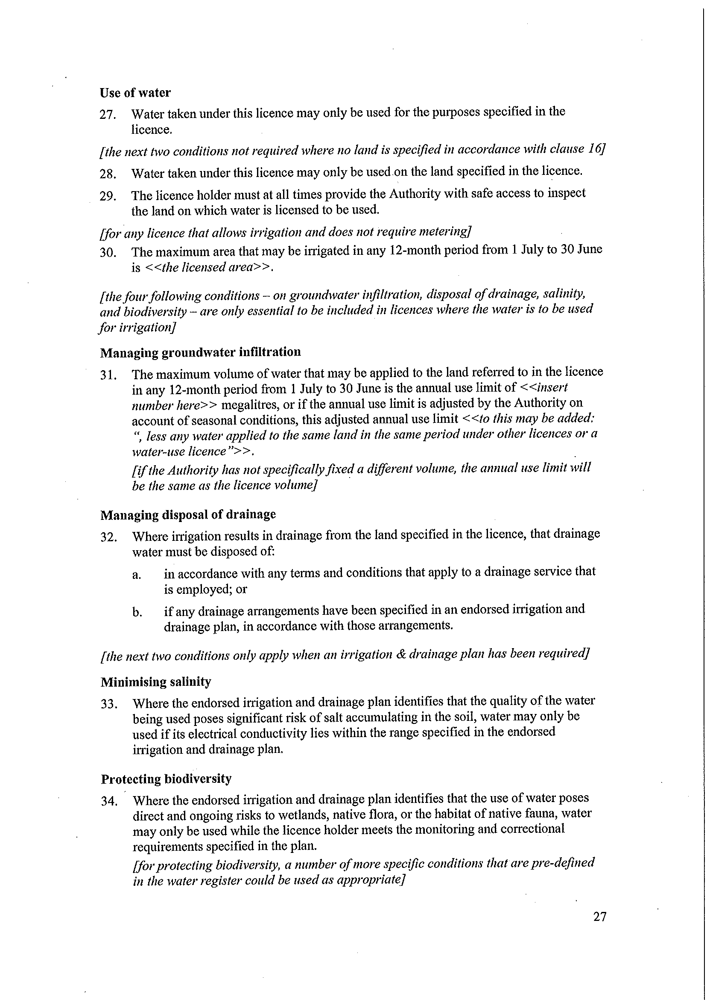 Use of water
27. Water taken under this licence may only be used for the purposes specified in the
licence.
[the next two conditions not required where no land is specified in accordance with clause 16]
28. Water taken under this licence may only be used on the land specified in the licence.
29. The licence holder must at all times provide the Authority with safe access to inspect
the land on which water is licensed to be used.
[for any licence that allows irrigation and does not require metering]
30. The maximum area that may be irrigated in any 12-month period from 1 July to 30 June
is <<the licensed area>>.
[the four following conditions – on groundwater infiltration, disposal of drainage, salinity,
and biodiversity – are only essential to be included in licences where the water is to be used
for irrigation]
Managing groundwater infiltration
31. The maximum volume of water that may be applied to the land referred to in the licence
in any 12-month period from 1 July to 30 June is the annual use limit of <<insert
number here>> megalitres, or if the annual use limit is adjusted by the Authority on
account of seasonal conditions, this adjusted annual use limit <<to this may be added:
“, less any water applied to the same land in the same period under other licences or a
water-use licence”>>.
[if the Authority has not specifically fixed a different volume, the annual use limit will
be the same as the licence volume]
Managing disposal of drainage
32. Where irrigation results in drainage from the land specified in the licence, that drainage
water must be disposed of:
a. in accordance with any terms and conditions that apply to a drainage service that
is employed; or
b. if any drainage arrangements have been specified in an endorsed irrigation and
drainage plan, in accordance with those arrangements.
[the next two conditions only apply when an irrigation & drainage plan has been required]
Minimising salinity
33. Where the endorsed irrigation and drainage plan identifies that the quality of the water
being used poses significant risk of salt accumulating in the soil, water may only be
used if its electrical conductivity lies within the range specified in the endorsed
irrigation and drainage plan.
Protecting biodiversity
34. Where the endorsed irrigation and drainage plan identifies that the use of water poses
direct and ongoing risks to wetlands, native flora, or the habitat of native fauna, water
may only be used while the licence holder meets the monitoring and correctional
requirements specified in the plan.
[for protecting biodiversity, a number of more specific conditions that are pre-defined
in the water register could be used as appropriate]
27